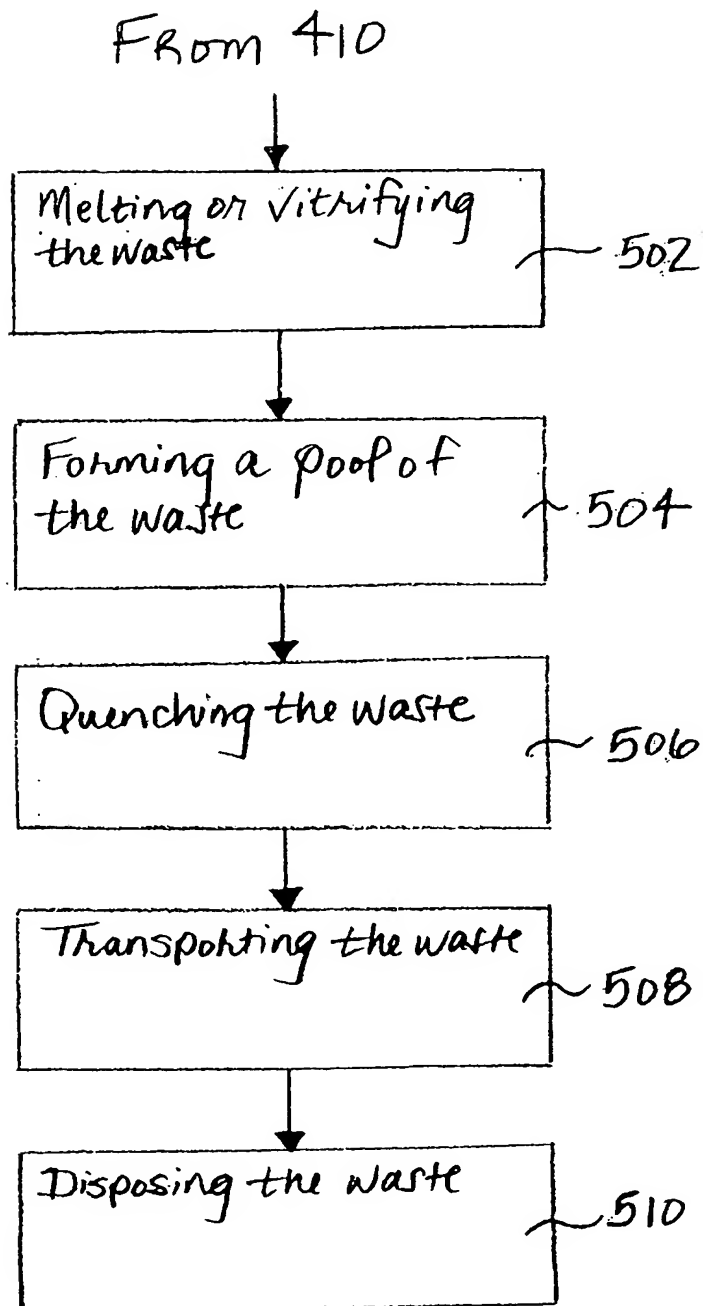 From 410
Melting or Vitrifying
the waste
502
Forming a pool of
the waste
504
Quenching the waste
506
Transporting the waste
508
Disposing the waste
510